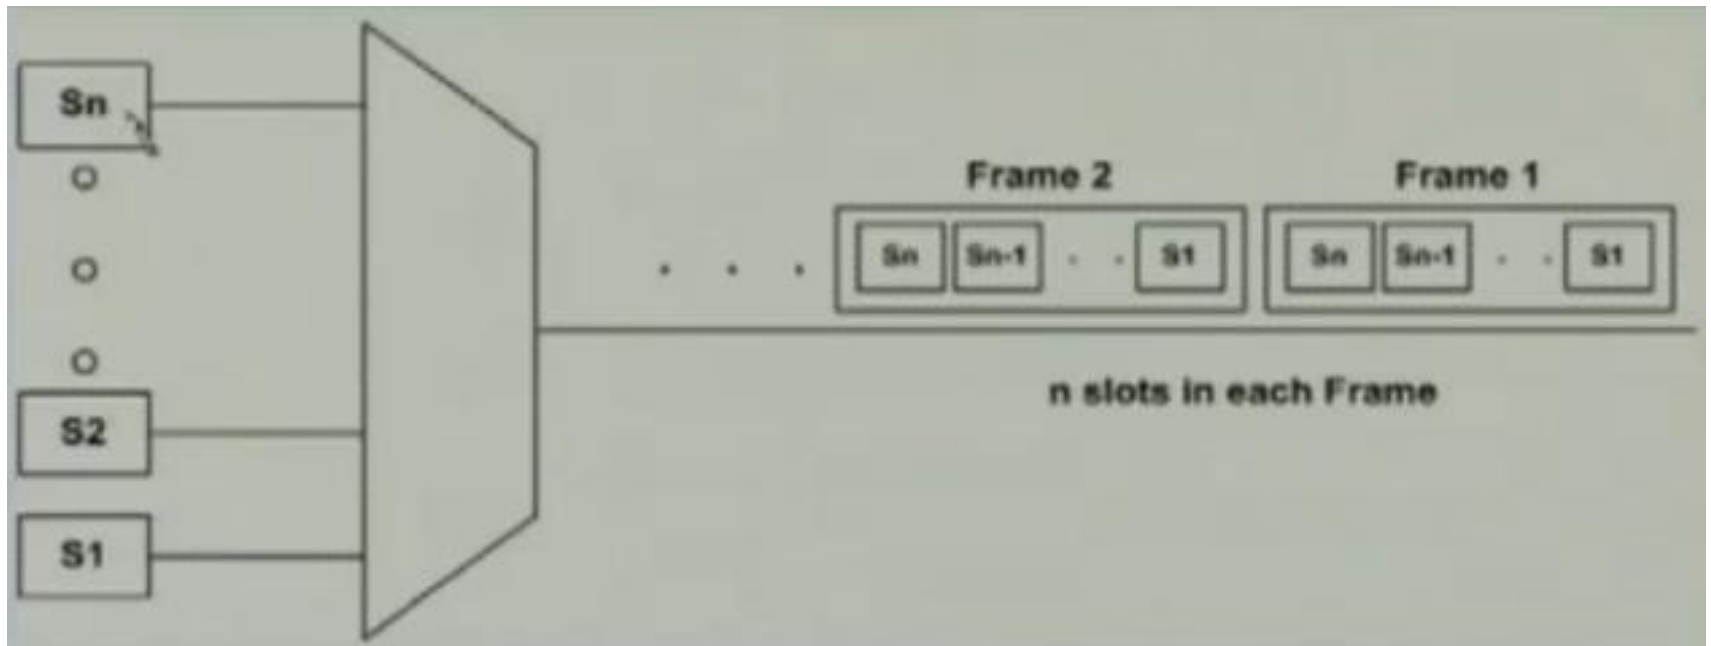 Sn
S2
S1
Frame 2
Sn
Sn-1
S1
Frame 1
Sn
Sn-1
S1
n slots in each Frame